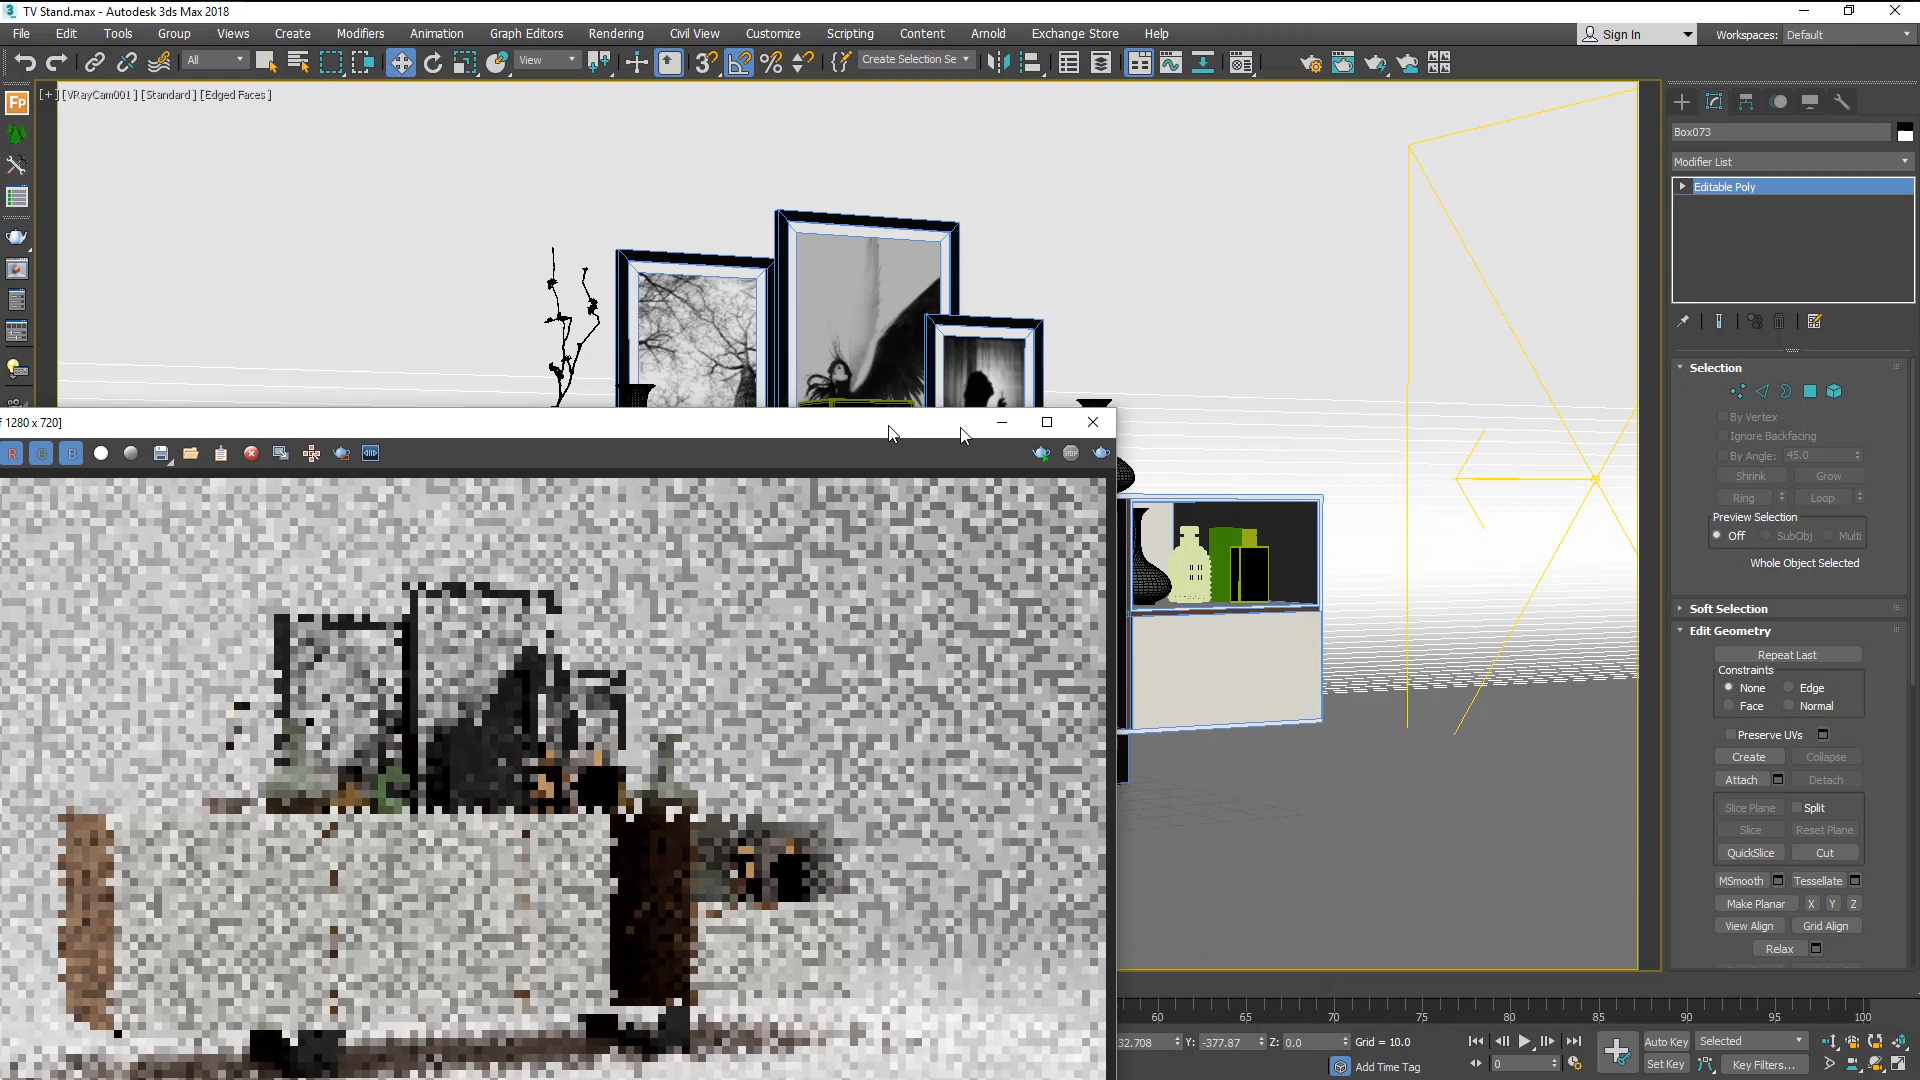 3 TV Stand.max - Autodesk 3ds Max 2018
File Edit Tools Group Views Create Modifiers Animation Graph Editors Rendering Civil View Customize Scripting Content Arnold Exchange Store Help
Sign In
Workspaces: Default
All
View
3
%
Create Selection Se
[+] [VRayCam001 ] [Standard ] [Edged Faces ]
Fp
Box073
Modifier List
Editable Poly
Selection
By Vertex
Ignore Backfacing
By Angle: 45.0
Shrink Grow
Ring Loop
Preview Selection
Off SubObj Multi
Whole Object Selected
Soft Selection
Edit Geometry
Repeat Last
Constraints
None Edge
Face Normal
Preserve UVs
Create Collapse
Attach Detach
Slice Plane Split
Slice Reset Plane
QuickSlice Cut
MSmooth Tessellate
Make Planar X Y Z
View Align Grid Align
Relax
f 1280 x 720]
R G B
STOP
60 65 70 75 80 85 90 95 100
32.708 Y: -377.87 Z: 0.0 Grid = 10.0
Add Time Tag
0
Auto Key Selected
Set Key Key Filters...